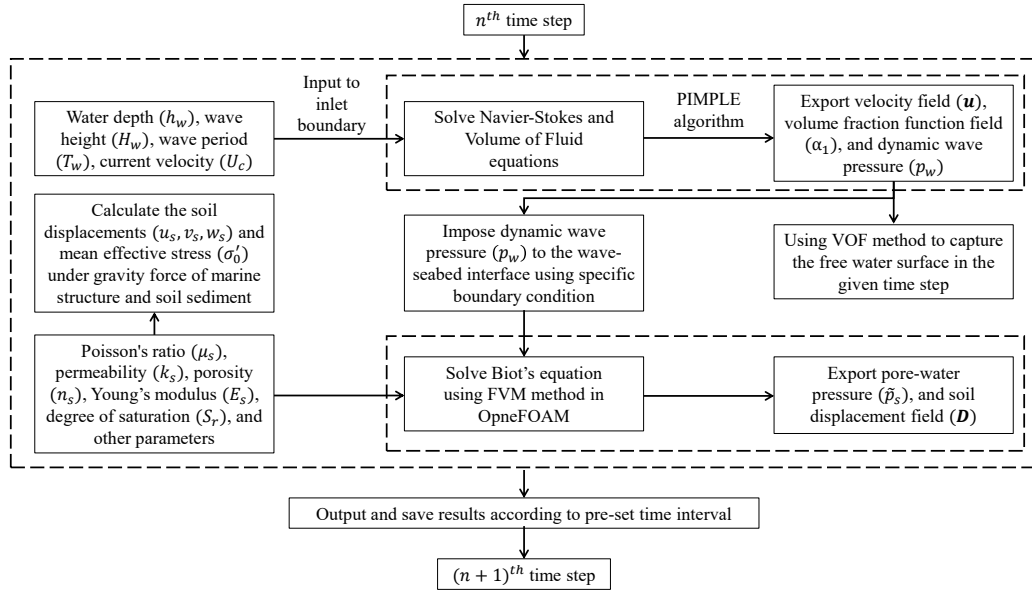 𝑛ᵗʰ time step
Water depth (h_w), wave
height (H_w), wave period
(T_w), current velocity (U_c)
Input to
inlet
boundary
Solve Navier-Stokes and
Volume of Fluid
equations
PIMPLE
algorithm
Export velocity field (𝒖),
volume fraction function field
(α₁), and dynamic wave
pressure (p_w)
Calculate the soil
displacements (u_s, v_s, w_s) and
mean effective stress (σ′₀)
under gravity force of marine
structure and soil sediment
Impose dynamic wave
pressure (p_w) to the wave-
seabed interface using specific
boundary condition
Using VOF method to capture
the free water surface in the
given time step
Poisson's ratio (μ_s),
permeability (k_s), porosity
(n_s), Young’s modulus (E_s),
degree of saturation (S_r), and
other parameters
Solve Biot’s equation
using FVM method in
OpneFOAM
Export pore-water
pressure (p̃_s), and soil
displacement field (𝑫)
Output and save results according to pre-set time interval
(𝑛 + 1)ᵗʰ time step